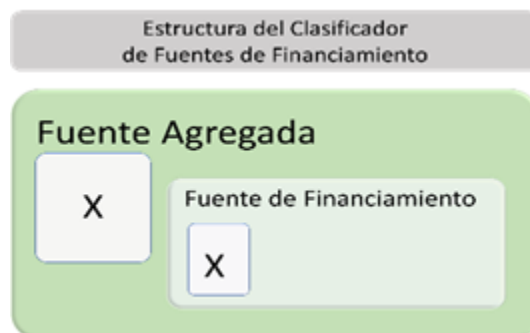 Estructura del Clasificador
de Fuentes de Financiamiento
Fuente Agregada
X
Fuente de Financiamiento
X